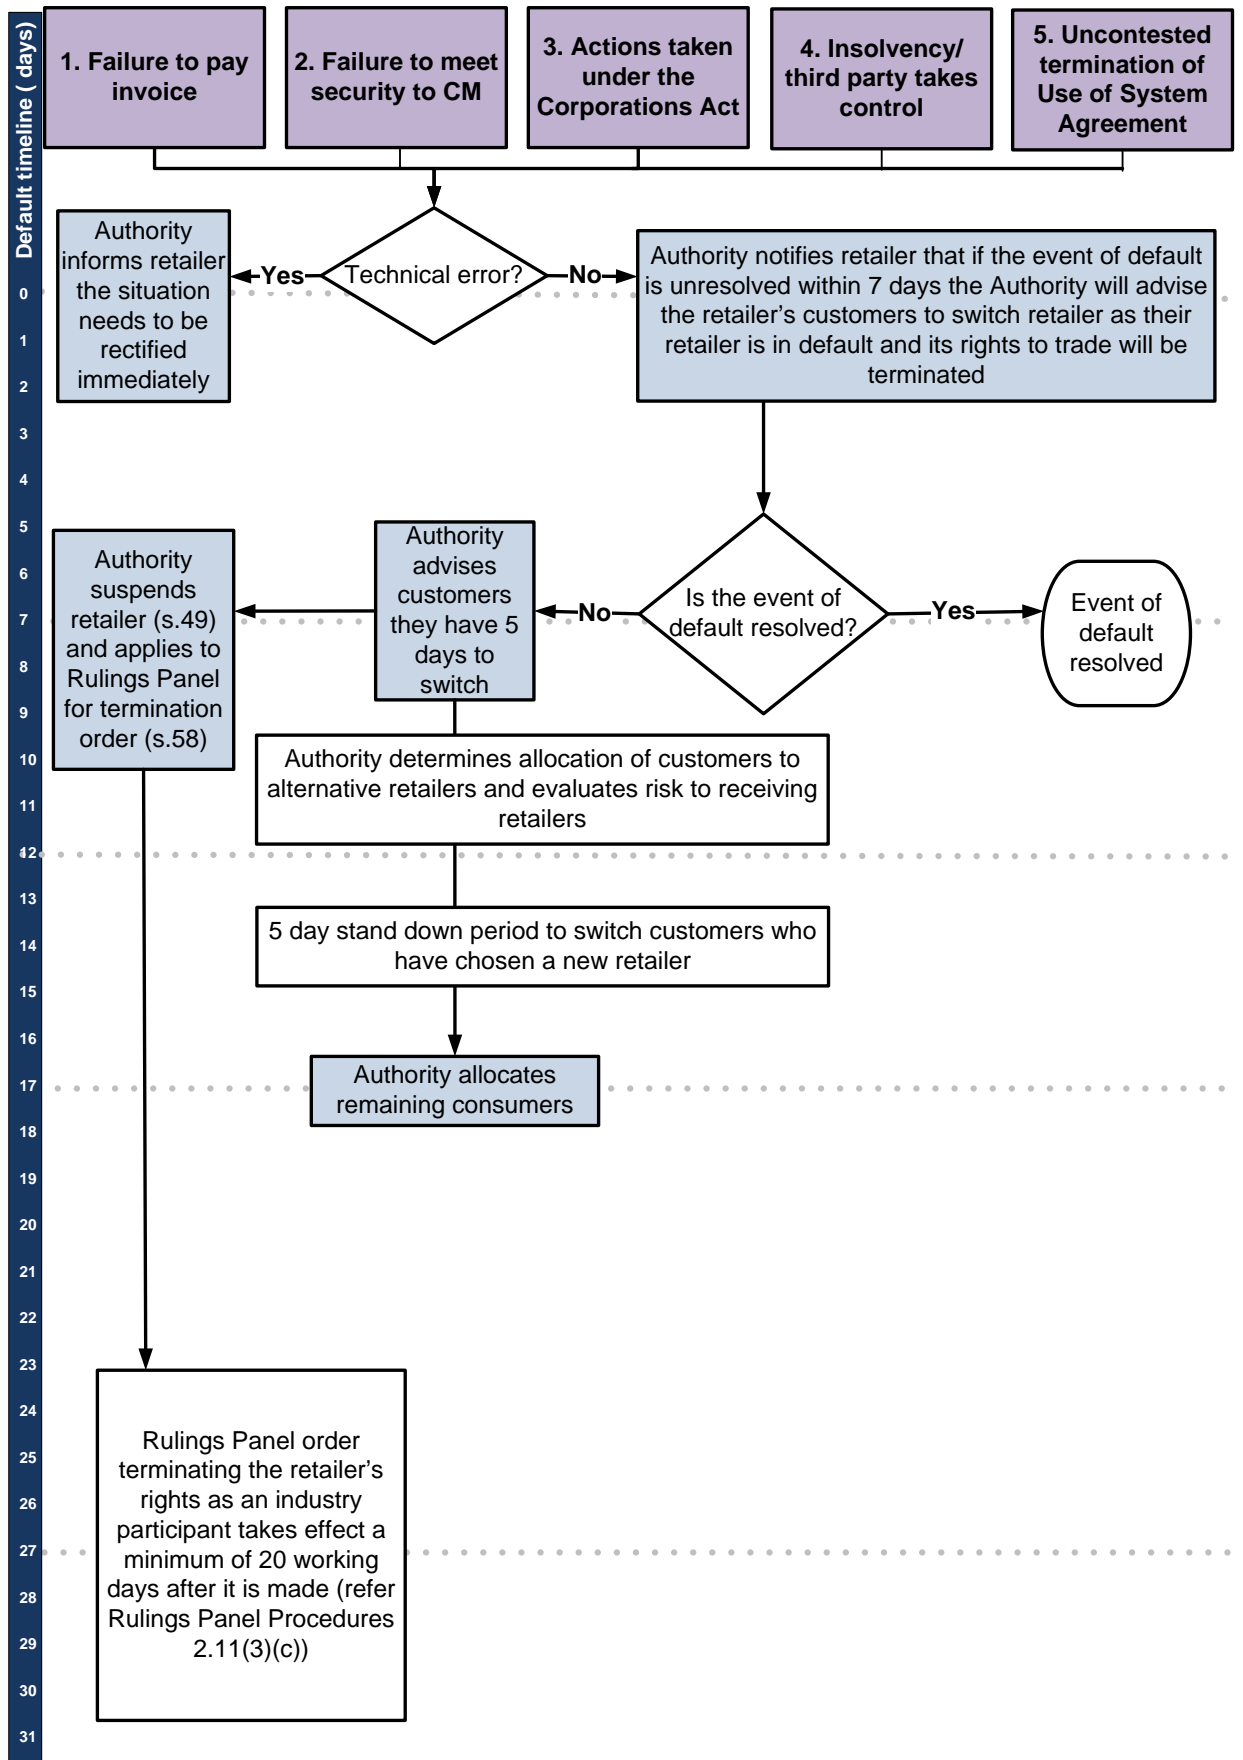 Default timeline ( days)
1. Failure to pay
invoice
2. Failure to meet
security to CM
3. Actions taken
under the
Corporations Act
4. Insolvency/
third party takes
control
5. Uncontested
termination of
Use of System
Agreement
Authority
informs retailer
the situation
needs to be
rectified
immediately
Yes
Technical error?
No
Authority notifies retailer that if the event of default
is unresolved within 7 days the Authority will advise
the retailer’s customers to switch retailer as their
retailer is in default and its rights to trade will be
terminated
0
1
2
3
4
5
6
7
8
9
10
11
12
13
14
15
16
17
18
19
20
21
22
23
24
25
26
27
28
29
30
31
Authority
suspends
retailer (s.49)
and applies to
Rulings Panel
for termination
order (s.58)
Authority
advises
customers
they have 5
days to
switch
No
Is the event of
default resolved?
Yes
Event of
default
resolved
Authority determines allocation of customers to
alternative retailers and evaluates risk to receiving
retailers
5 day stand down period to switch customers who
have chosen a new retailer
Authority allocates
remaining consumers
Rulings Panel order
terminating the retailer’s
rights as an industry
participant takes effect a
minimum of 20 working
days after it is made (refer
Rulings Panel Procedures
2.11(3)(c))